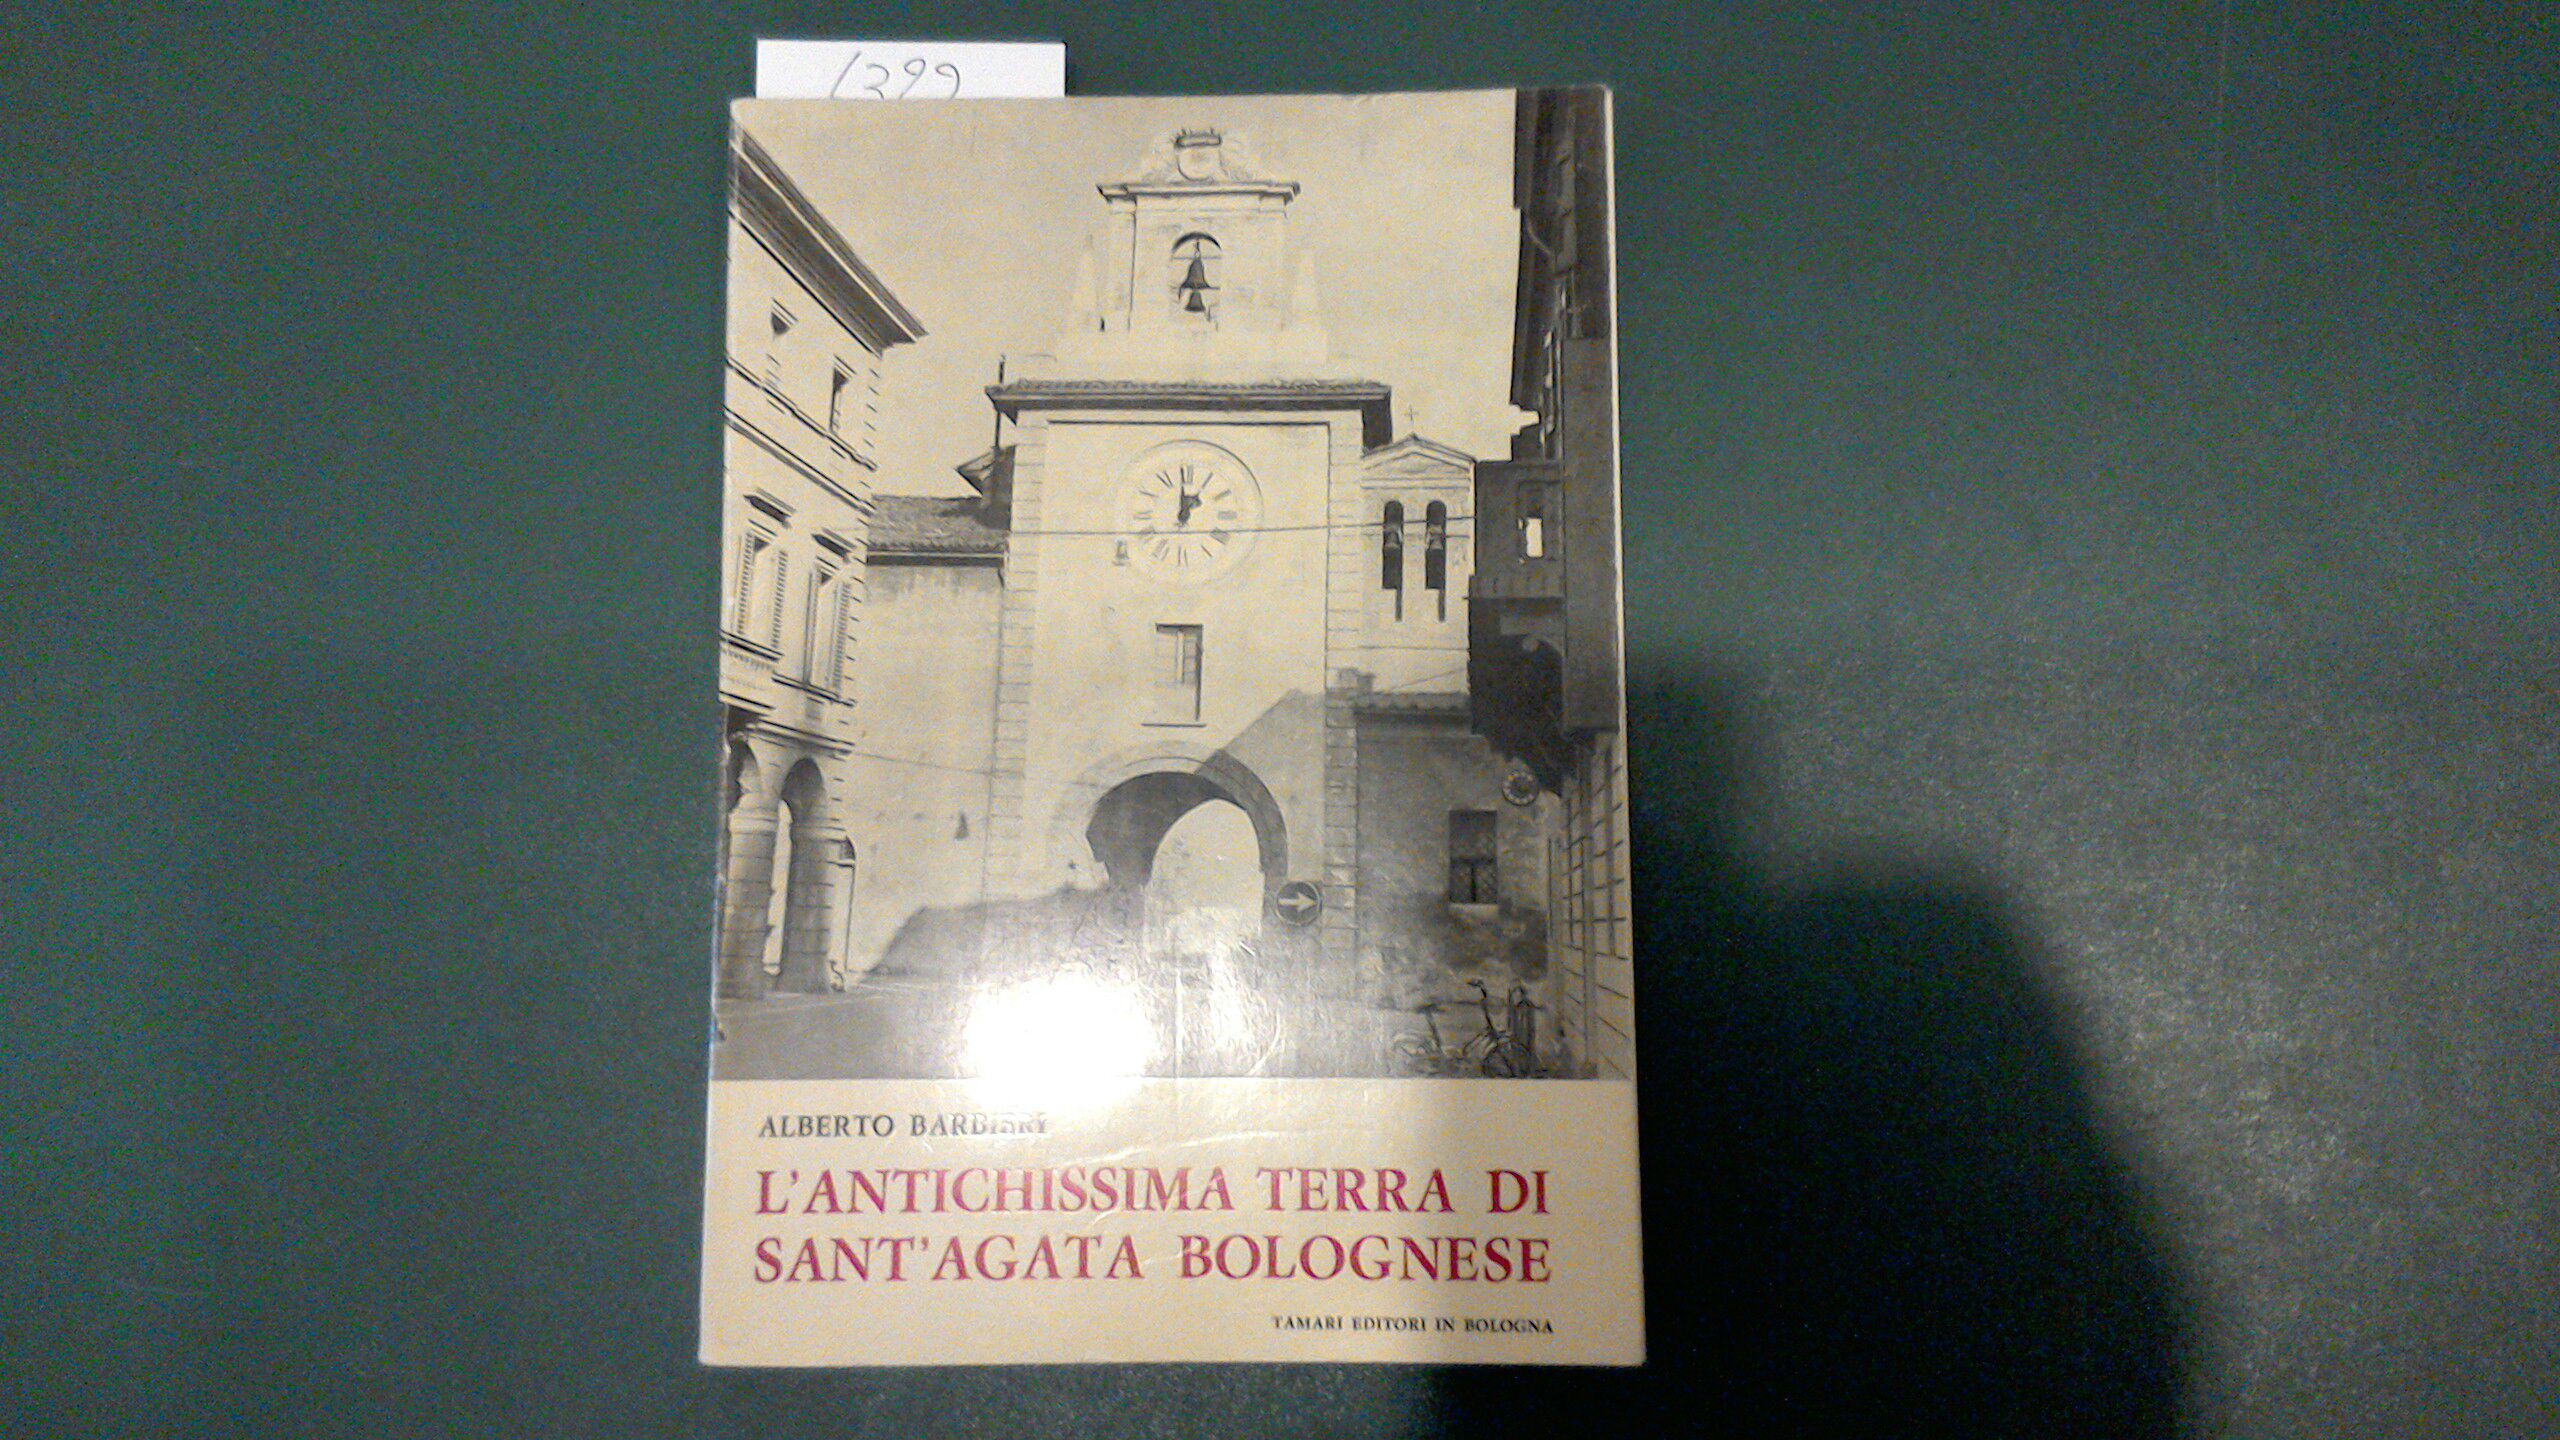 1399
ALBERTO BARBIERI
L'ANTICHISSIMA TERRA DI
SANT'AGATA BOLOGNESE
TAMARI EDITORI IN BOLOGNA